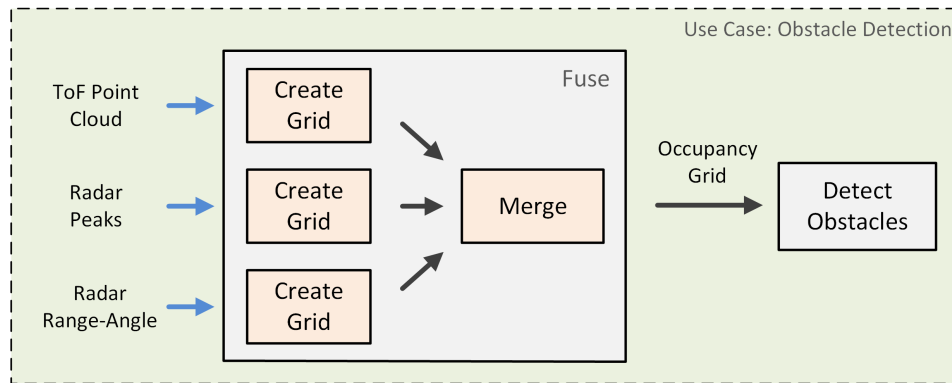 Use Case: Obstacle Detection
Fuse
ToF Point
Cloud
Create
Grid
Radar
Peaks
Create
Grid
Radar
Range-Angle
Create
Grid
Merge
Occupancy
Grid
Detect
Obstacles